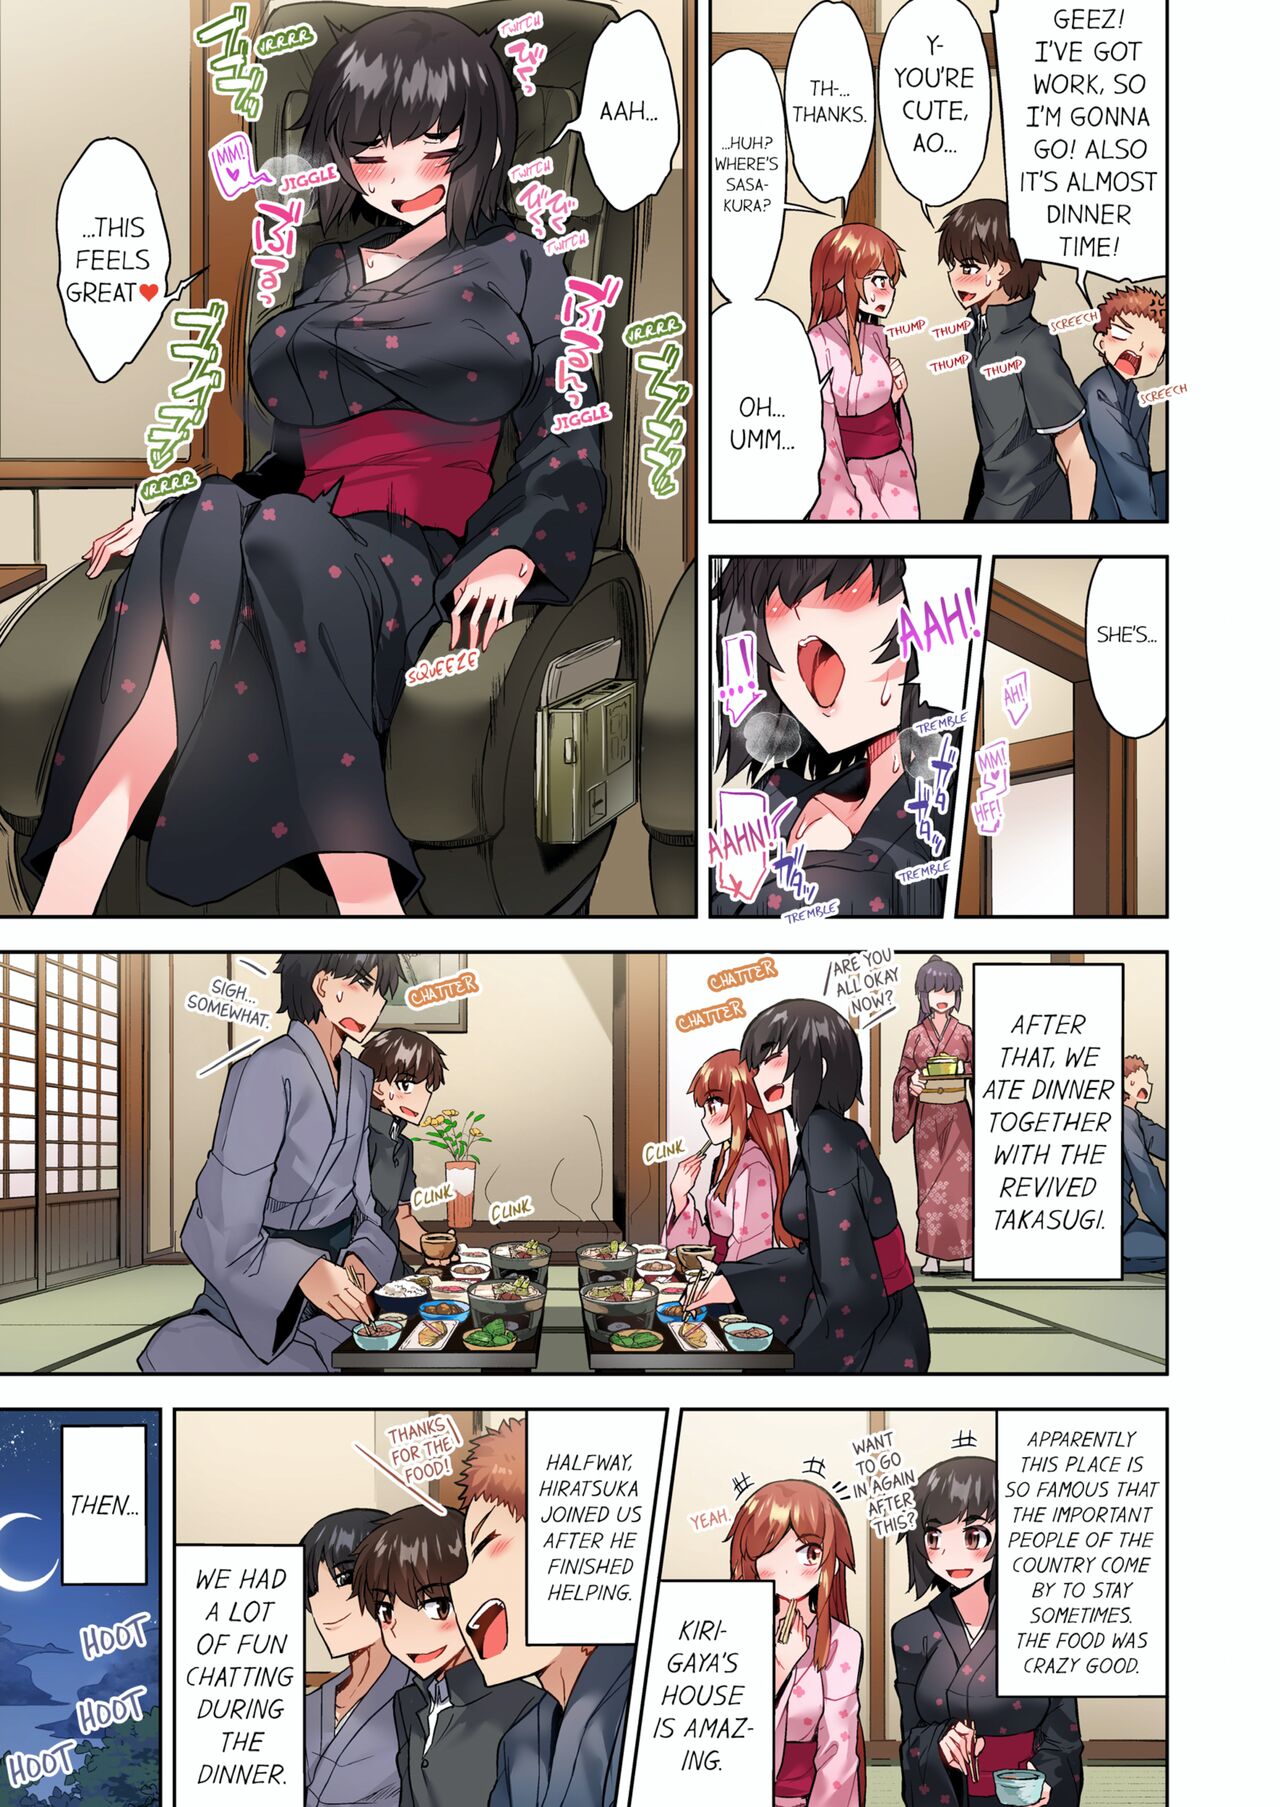 GEEZ!
I'VE GOT
WORK, SO
I'M GONNA
GO! ALSO
IT'S ALMOST
DINNER
TIME!
Y-
YOU'RE
CUTE,
AO...
TH-...
THANKS.
...HUH?
WHERE'S
SASA-
KURA?
OH...
UMM...
THUMP
THUMP
THUMP
THUMP
SCREECH
SCREECH
AAH...
...THIS
FEELS
GREAT♥
VRRRR
VRRRR
VRRRR
MM!
♥
JIGGLE
JIGGLE
TWITCH
TWITCH
TWITCH
SQUEEZE
SHE'S...
AH!
MM!
♥
HFF!
AAH!
....!
AAHN!
TREMBLE
TREMBLE
TREMBLE
AFTER
THAT, WE
ATE DINNER
TOGETHER
WITH THE
REVIVED
TAKASUGI.
ARE YOU
ALL OKAY
NOW?
SIGH...
SOMEWHAT.
CHATTER
CHATTER
CHATTER
CLINK
CLINK
CLINK
APPARENTLY
THIS PLACE IS
SO FAMOUS THAT
THE IMPORTANT
PEOPLE OF THE
COUNTRY COME
BY TO STAY
SOMETIMES.
THE FOOD WAS
CRAZY GOOD.
WANT
TO GO
IN AGAIN
AFTER
THIS?
YEAH.
KIRI-
GAYA'S
HOUSE
IS AMAZ-
ING.
HALFWAY,
HIRATSUKA
JOINED US
AFTER HE
FINISHED
HELPING.
THANKS
FOR THE
FOOD!
WE HAD
A LOT
OF FUN
CHATTING
DURING
THE
DINNER.
THEN...
HOOT
HOOT
HOOT